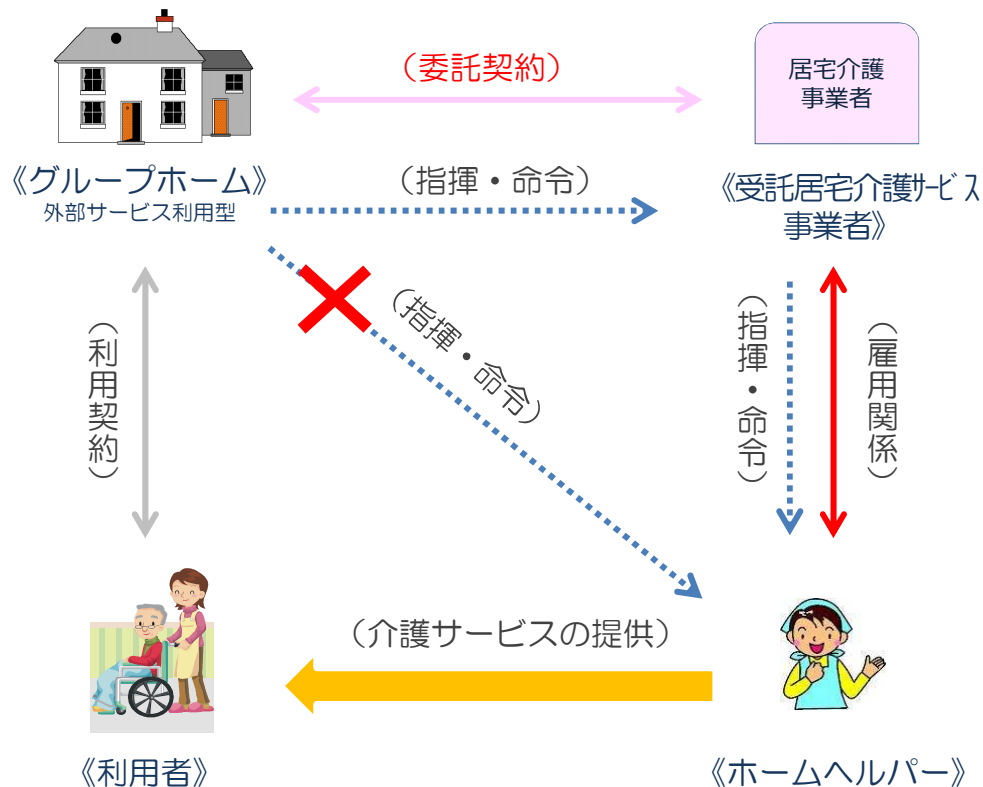 （委託契約）
居宅介護
事業者
《グループホーム》
外部サービス利用型
（指揮・命令）
《受託居宅介護サービス
事業者》
（利用契約）
（指揮・命令）
（指揮・命令）
（雇用関係）
（介護サービスの提供）
《利用者》
《ホームヘルパー》